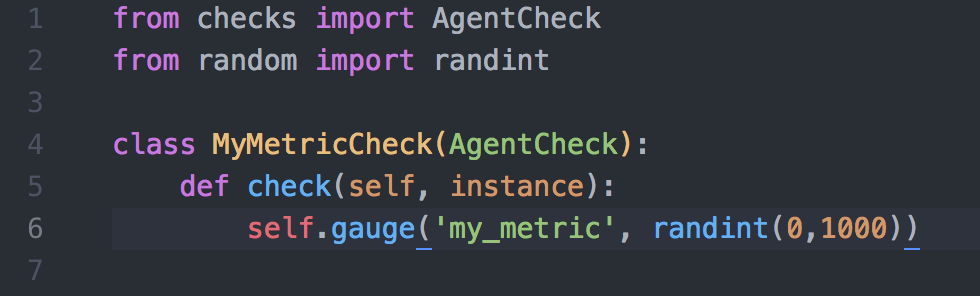 1 from checks import AgentCheck
2 from random import randint
3
4 class MyMetricCheck(AgentCheck):
5     def check(self, instance):
6         self.gauge('my_metric', randint(0,1000))
7